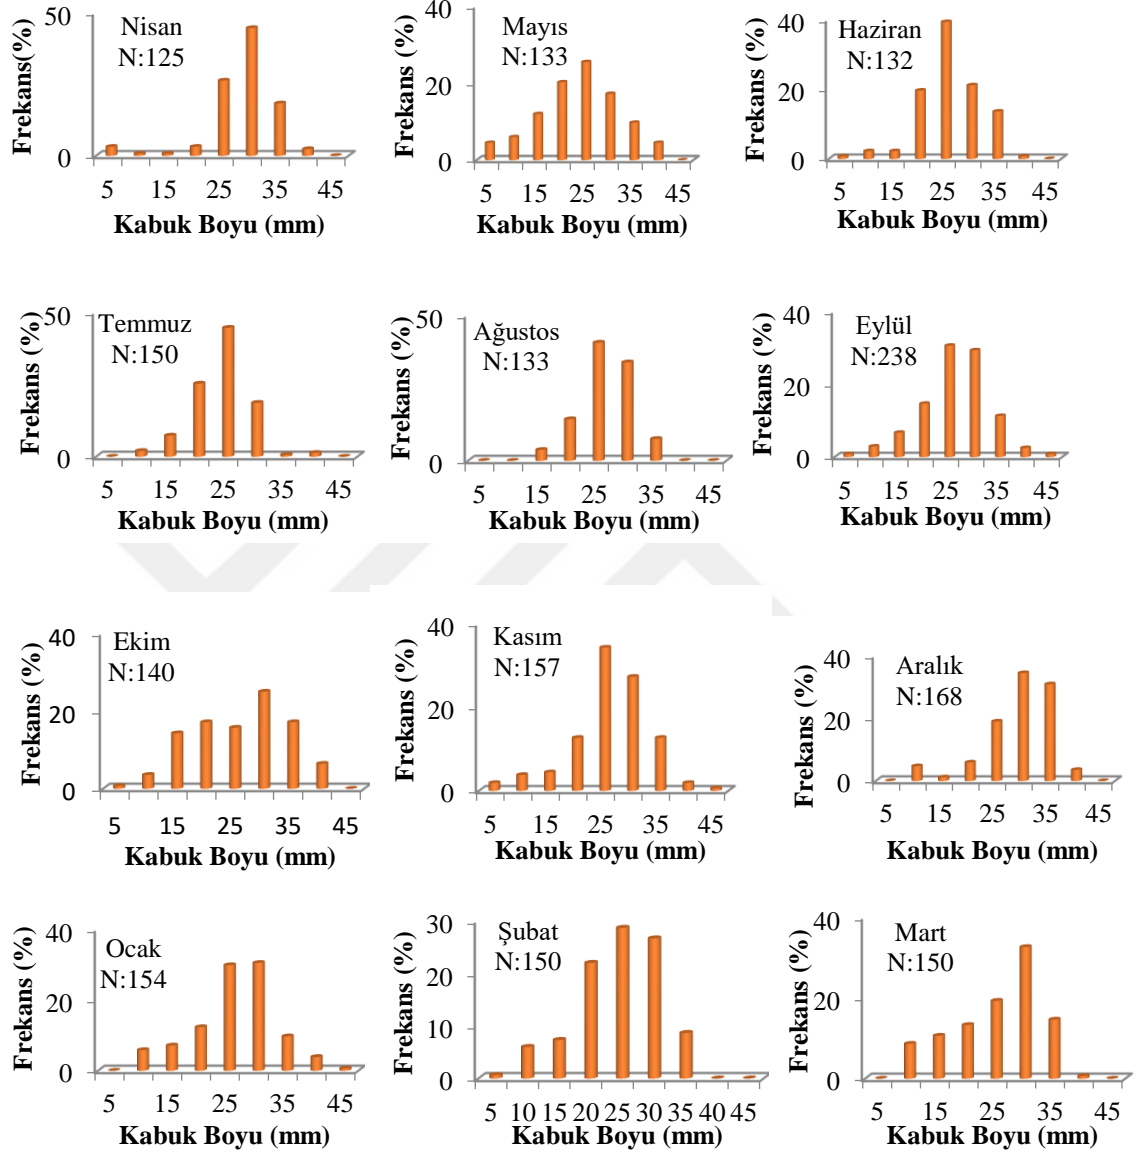 Nisan
N:125
Frekans(%)
50
0
5 15 25 35 45
Kabuk Boyu (mm)
Mayıs
N:133
Frekans (%)
40
20
0
5 15 25 35 45
Kabuk Boyu (mm)
Haziran
N:132
Frekans (%)
40
20
0
5 15 25 35 45
Kabuk Boyu (mm)
Temmuz
N:150
Frekans (%)
50
0
5 15 25 35 45
Kabuk Boyu (mm)
Ağustos
N:133
Frekans (%)
50
0
5 15 25 35 45
Kabuk Boyu (mm)
Eylül
N:238
Frekans (%)
40
20
0
5 15 25 35 45
Kabuk Boyu (mm)
Ekim
N:140
Frekans (%)
40
20
0
5 15 25 35 45
Kabuk Boyu (mm)
Kasım
N:157
Frekans (%)
40
20
0
5 15 25 35 45
Kabuk Boyu (mm)
Aralık
N:168
Frekans (%)
40
20
0
5 15 25 35 45
Kabuk Boyu (mm)
Ocak
N:154
Frekans (%)
40
20
0
5 15 25 35 45
Kabuk Boyu (mm)
Şubat
N:150
Frekans (%)
30
20
10
0
5 10 15 20 25 30 35 40 45
Kabuk Boyu (mm)
Mart
N:150
Frekans (%)
40
20
0
5 15 25 35 45
Kabuk Boyu (mm)